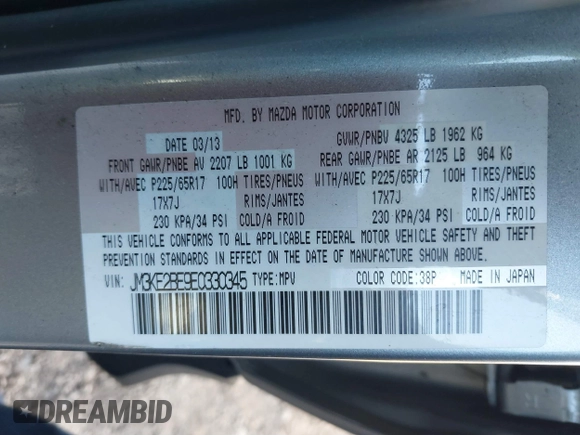 MFD. BY MAZDA MOTOR CORPORATION
DATE 03/13
GVWR/PNBV 4325 LB 1962 KG
FRONT GAWR/PNBE AV 2207 LB 1001 KG
REAR GAWR/PNBE AR 2125 LB 964 KG
WITH/AVEC P225/65R17 100H TIRES/PNEUS
WITH/AVEC P225/65R17 100H TIRES/PNEUS
17X7J RIMS/JANTES
17X7J RIMS/JANTES
230 KPA/34 PSI COLD/A FROID
230 KPA/34 PSI COLD/A FROID
THIS VEHICLE CONFORMS TO ALL APPLICABLE FEDERAL MOTOR VEHICLE SAFETY AND THEFT
PREVENTION STANDARDS IN EFFECT ON THE DATE OF MANUFACTURE SHOWN ABOVE.
VIN: JM3KE2BE9E0330345 TYPE:MPV COLOR CODE:38P MADE IN JAPAN
DREAMBID